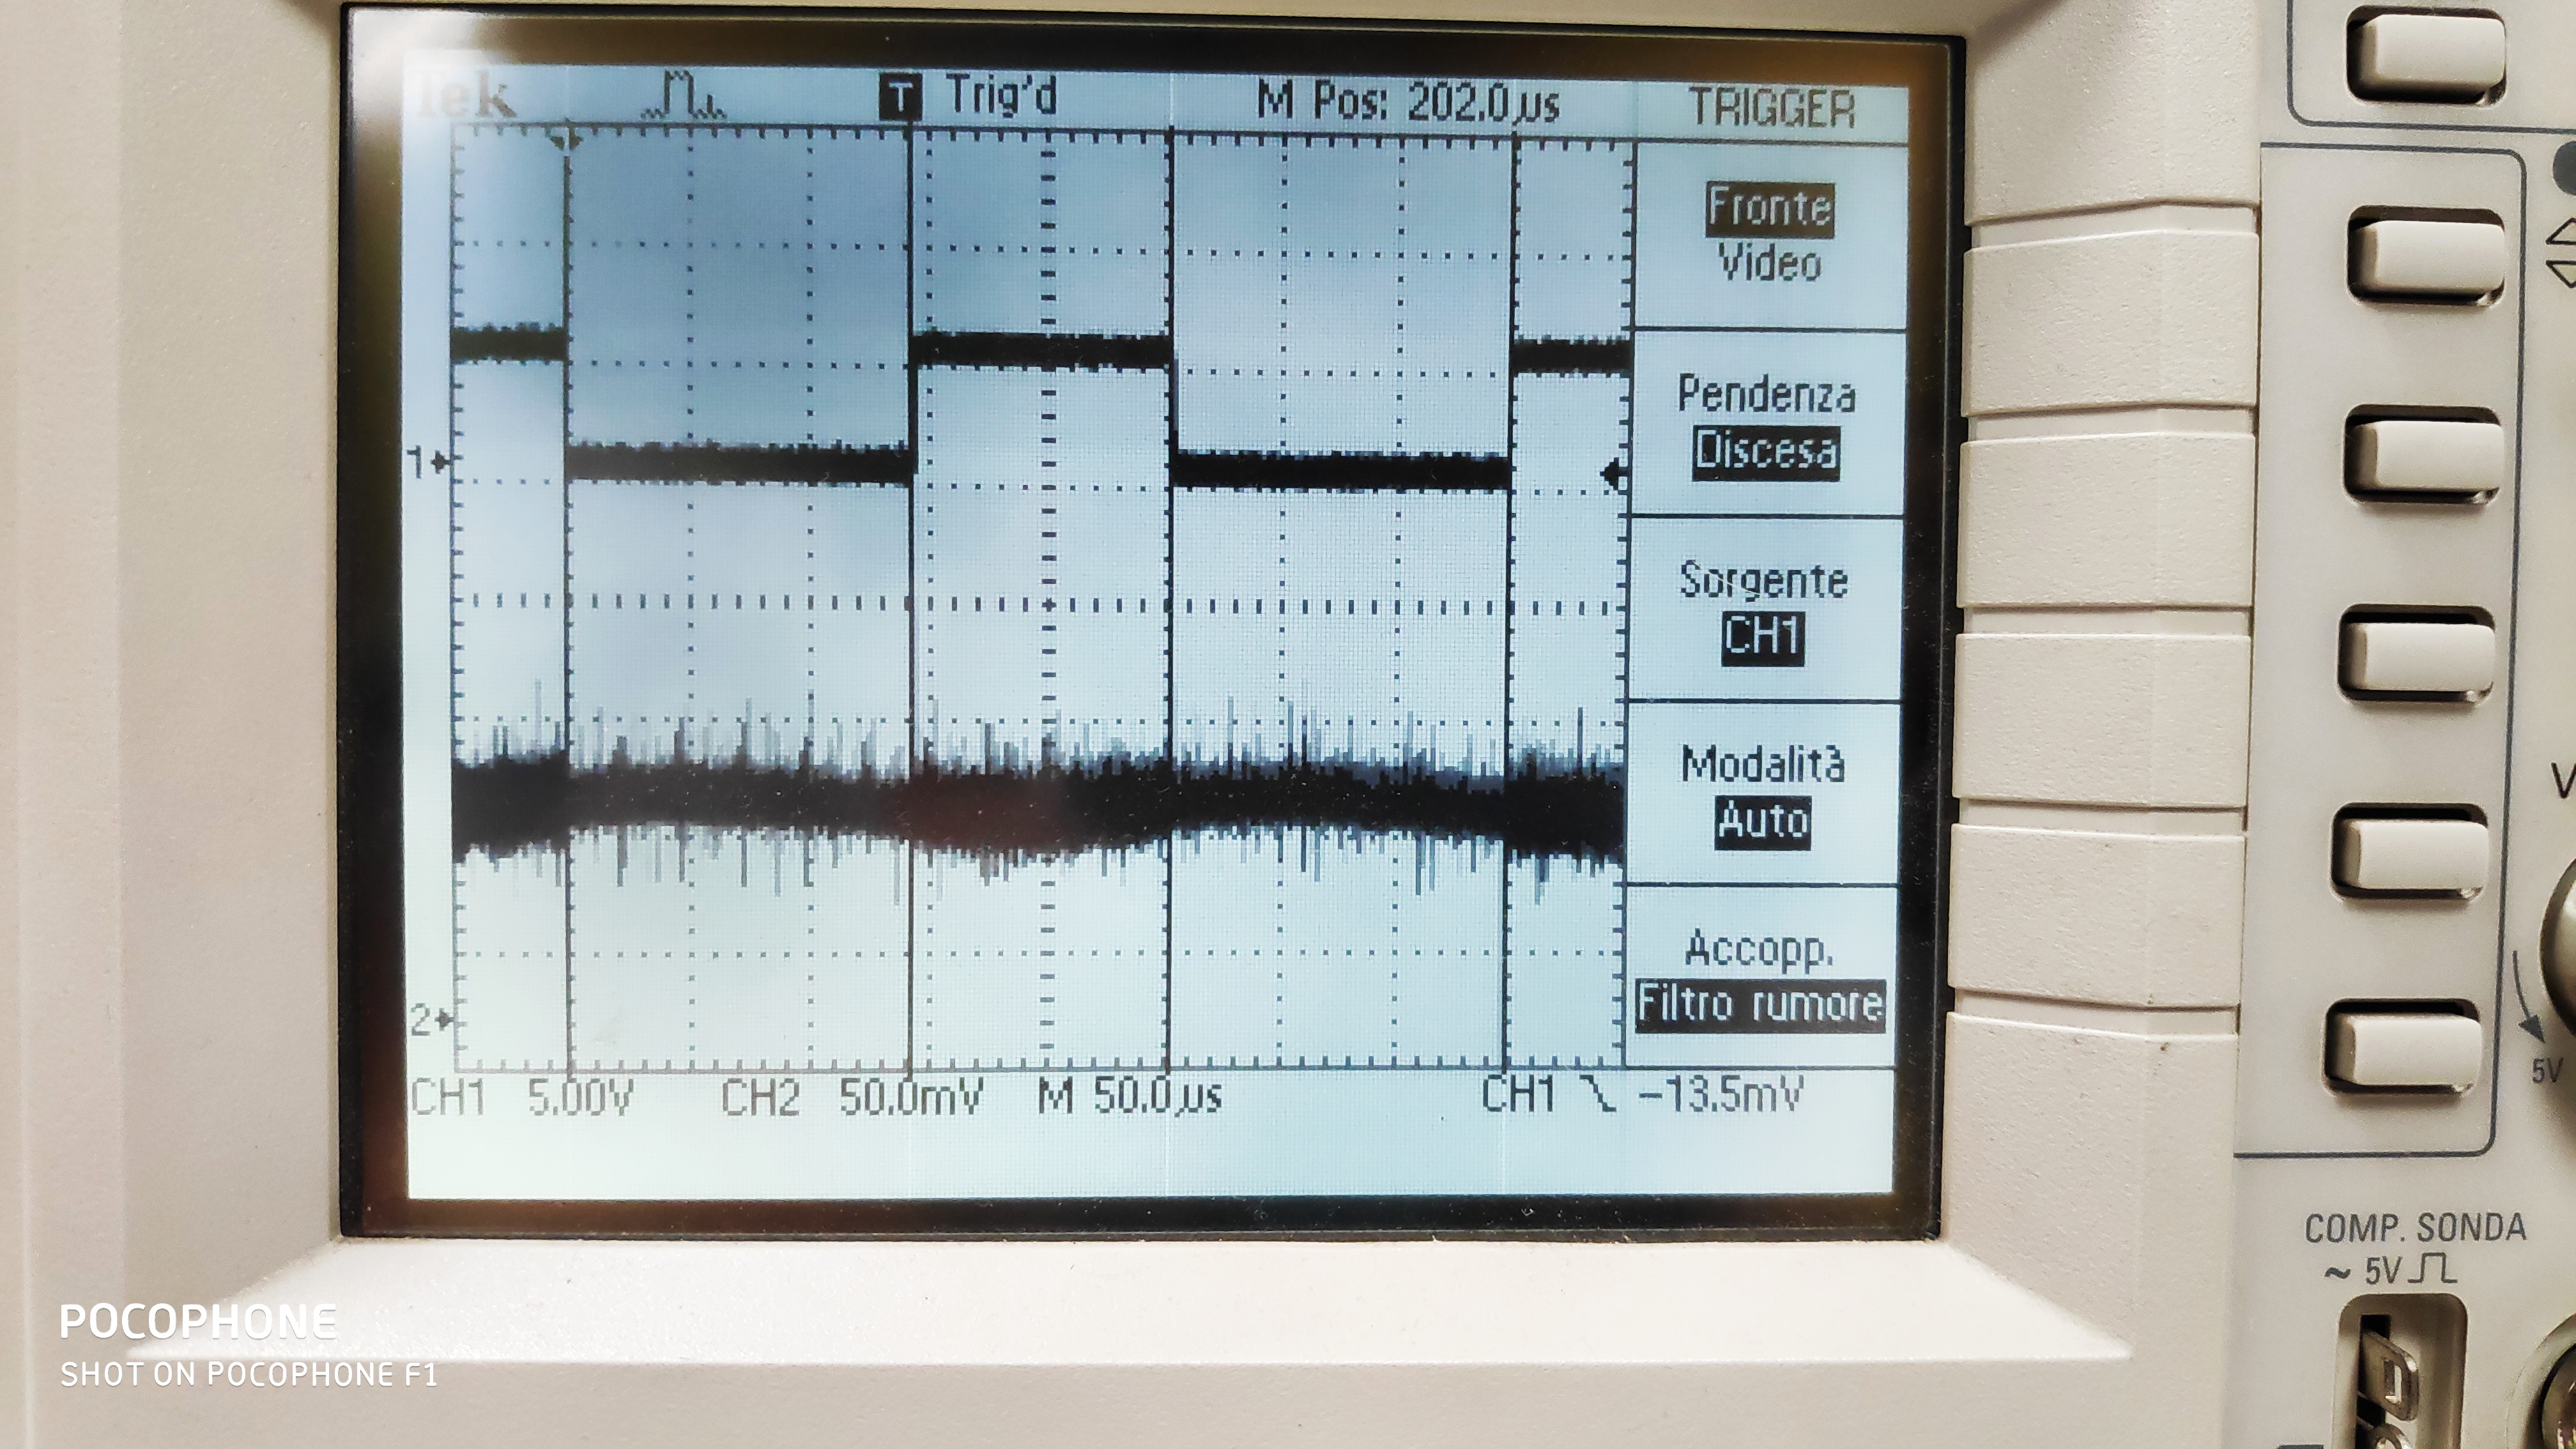 Tek T Trig'd M Pos: 202.0µs TRIGGER
Fronte
Video
Pendenza
Discesa
Sorgente
CH1
Modalità
Auto
Accopp.
Filtro rumore
1
2
CH1 5.00V CH2 50.0mV M 50.0µs CH1 -13.5mV
V
5V
COMP. SONDA
~ 5V
POCOPHONE
SHOT ON POCOPHONE F1